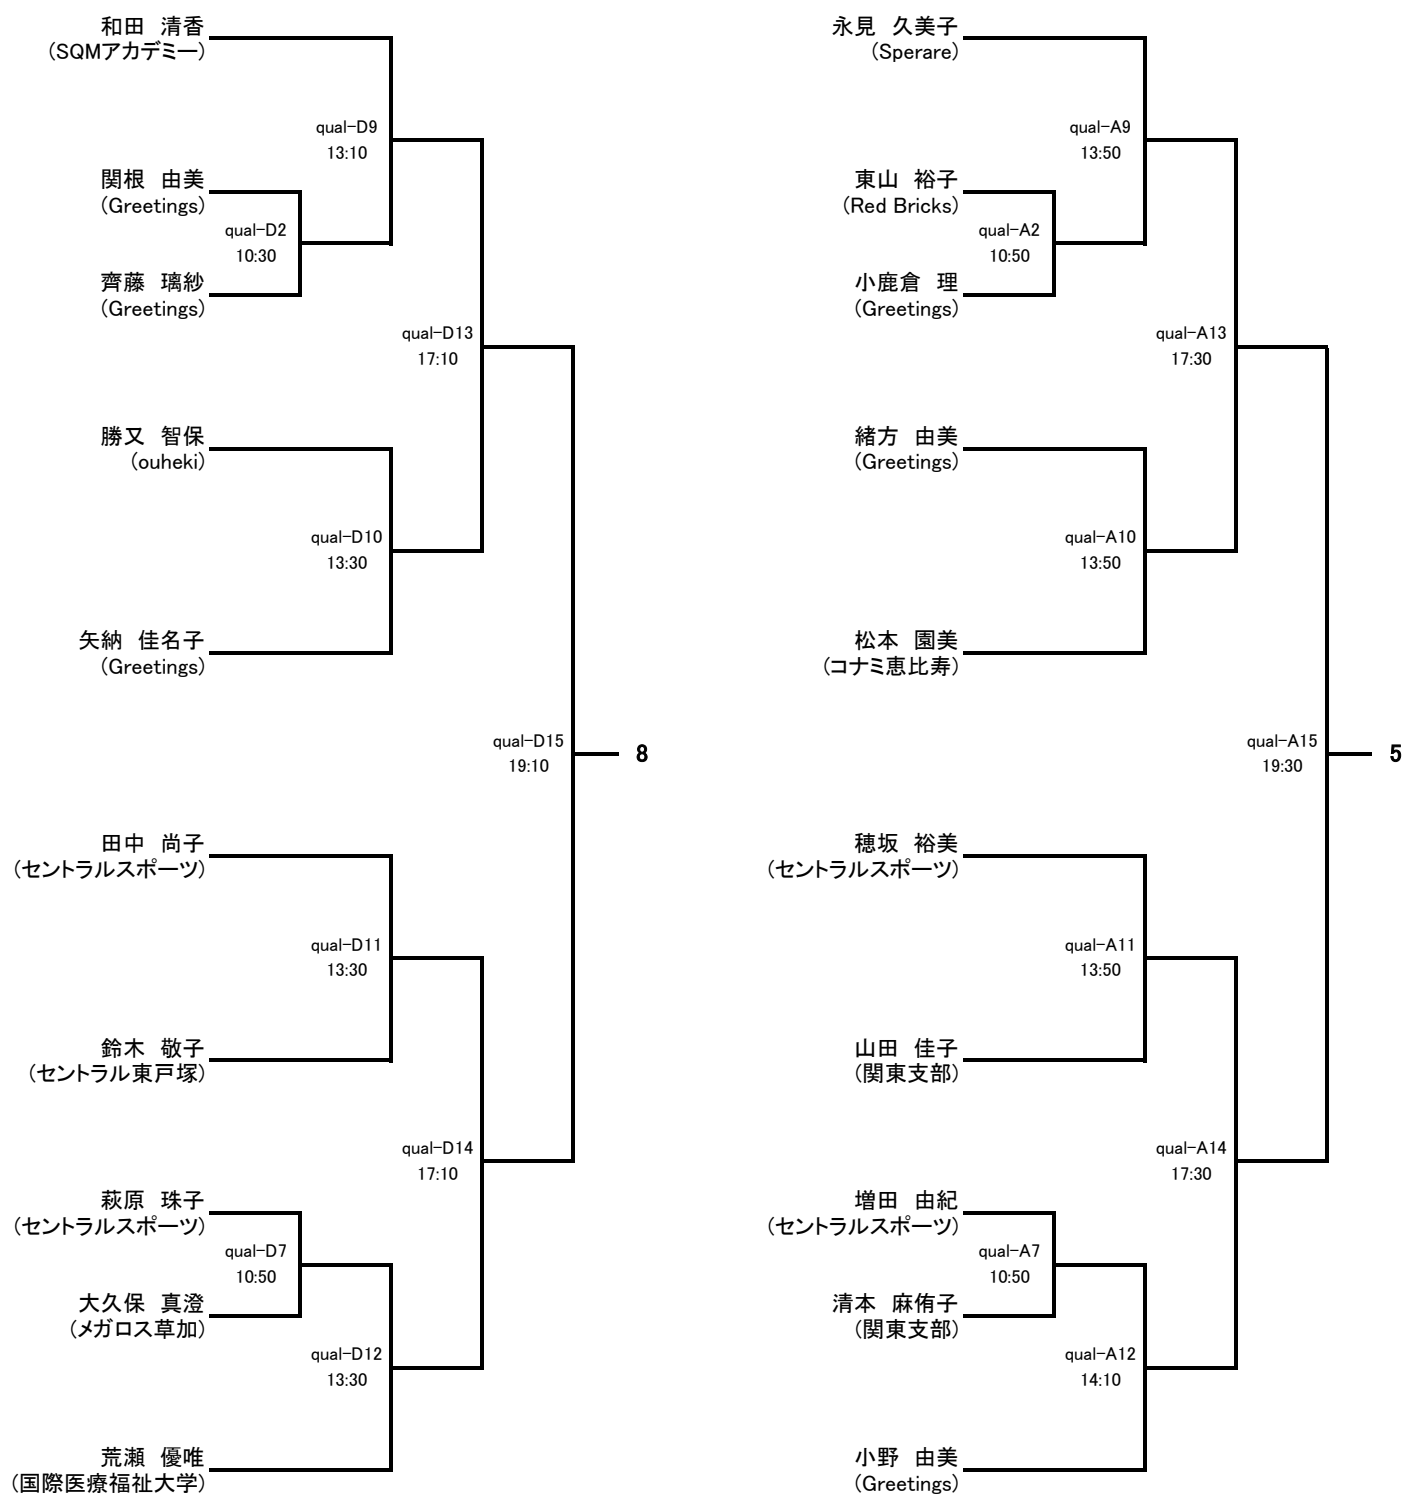 和田　清香
(SQMアカデミー)
qual-D9
13:10
関根　由美
(Greetings)
qual-D2
10:30
齊藤　璃紗
(Greetings)
qual-D13
17:10
勝又　智保
(ouheki)
qual-D10
13:30
矢納　佳名子
(Greetings)
qual-D15
19:10
8
田中　尚子
(セントラルスポーツ)
qual-D11
13:30
鈴木　敬子
(セントラル東戸塚)
qual-D14
17:10
萩原　珠子
(セントラルスポーツ)
qual-D7
10:50
大久保　真澄
(メガロス草加)
qual-D12
13:30
荒瀬　優唯
(国際医療福祉大学)
永見　久美子
(Sperare)
qual-A9
13:50
東山　裕子
(Red Bricks)
qual-A2
10:50
小鹿倉　理
(Greetings)
qual-A13
17:30
緒方　由美
(Greetings)
qual-A10
13:50
松本　園美
(コナミ恵比寿)
qual-A15
19:30
5
穂坂　裕美
(セントラルスポーツ)
qual-A11
13:50
山田　佳子
(関東支部)
qual-A14
17:30
増田　由紀
(セントラルスポーツ)
qual-A7
10:50
清本　麻侑子
(関東支部)
qual-A12
14:10
小野　由美
(Greetings)